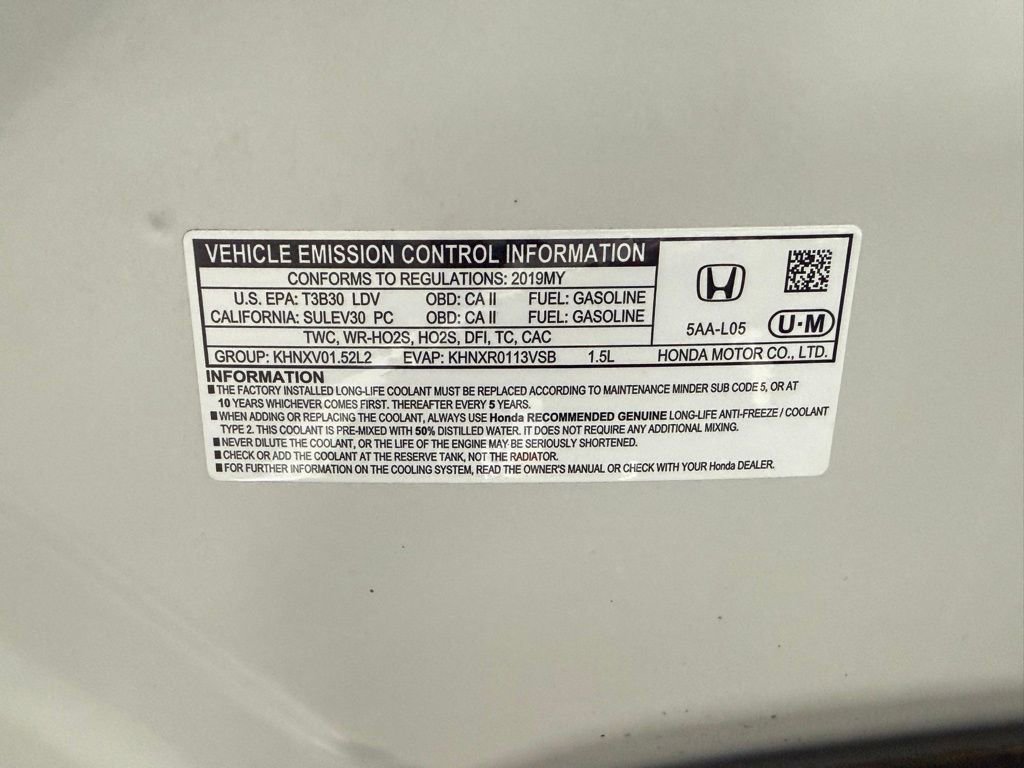 VEHICLE EMISSION CONTROL INFORMATION
CONFORMS TO REGULATIONS: 2019MY
U.S. EPA: T3B30 LDV OBD: CA II FUEL: GASOLINE
CALIFORNIA: SULEV30 PC OBD: CA II FUEL: GASOLINE
TWC, WR-HO2S, HO2S, DFI, TC, CAC
GROUP: KHNXV01.52L2 EVAP: KHNXR0113VSB 1.5L
5AA-L05 U·M
HONDA MOTOR CO., LTD.
INFORMATION
■THE FACTORY INSTALLED LONG-LIFE COOLANT MUST BE REPLACED ACCORDING TO MAINTENANCE MINDER SUB CODE 5, OR AT
10 YEARS WHICHEVER COMES FIRST. THEREAFTER EVERY 5 YEARS.
■WHEN ADDING OR REPLACING THE COOLANT, ALWAYS USE Honda RECOMMENDED GENUINE LONG-LIFE ANTI-FREEZE / COOLANT
TYPE 2. THIS COOLANT IS PRE-MIXED WITH 50% DISTILLED WATER. IT DOES NOT REQUIRE ANY ADDITIONAL MIXING.
■NEVER DILUTE THE COOLANT, OR THE LIFE OF THE ENGINE MAY BE SERIOUSLY SHORTENED.
■CHECK OR ADD THE COOLANT AT THE RESERVE TANK, NOT THE RADIATOR.
■FOR FURTHER INFORMATION ON THE COOLING SYSTEM, READ THE OWNER'S MANUAL OR CHECK WITH YOUR Honda DEALER.